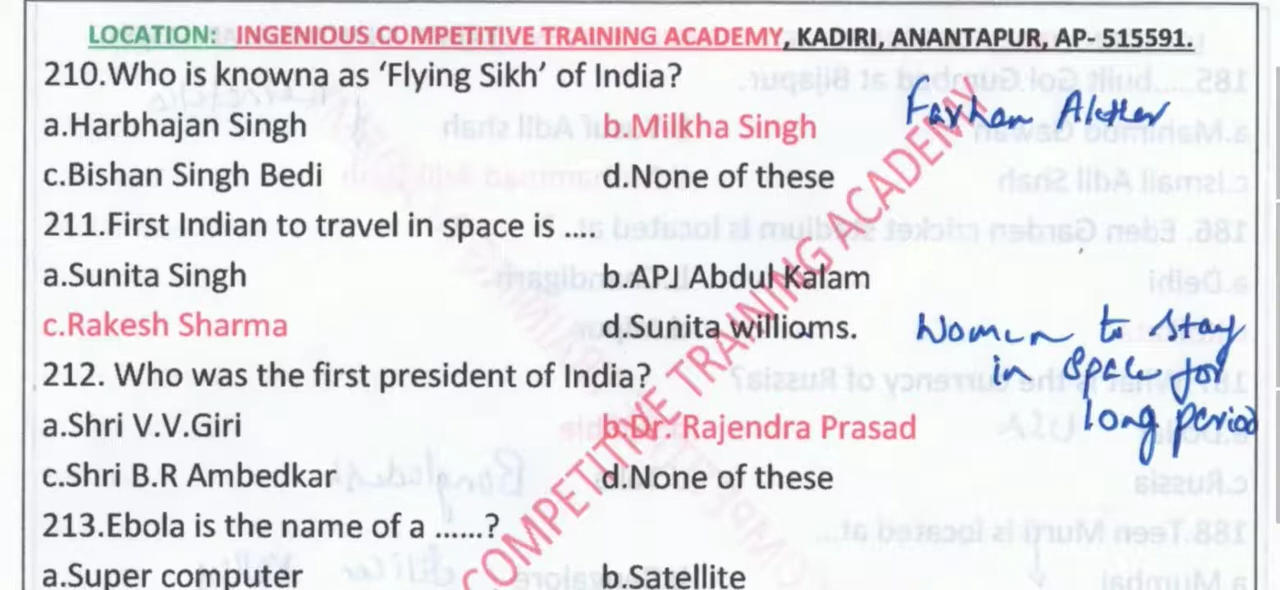 LOCATION: INGENIOUS COMPETITIVE TRAINING ACADEMY, KADIRI, ANANTAPUR, AP- 515591.
210.Who is knowna as ‘Flying Sikh’ of India?
a.Harbhajan Singh b.Milkha Singh
Farhan Akther
c.Bishan Singh Bedi d.None of these
211.First Indian to travel in space is ....
a.Sunita Singh b.APJ Abdul Kalam
c.Rakesh Sharma d.Sunita williams.
Women to stay
in space for
long period
212. Who was the first president of India?
a.Shri V.V.Giri b.Dr. Rajendra Prasad
c.Shri B.R Ambedkar d.None of these
213.Ebola is the name of a ......?
a.Super computer b.Satellite
COMPETITIVE TRAINING ACADEMY